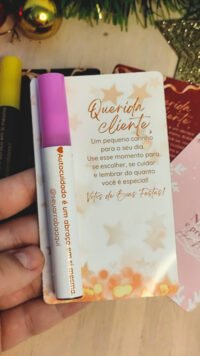 Querida
cliente,
Um pequeno carinho
para o seu dia.
Use esse momento para
se escolher, se cuidar
e lembrar do quanto
você é especial!
Votos de Boas Festas!
Autocuidado é um abraço em si mesma